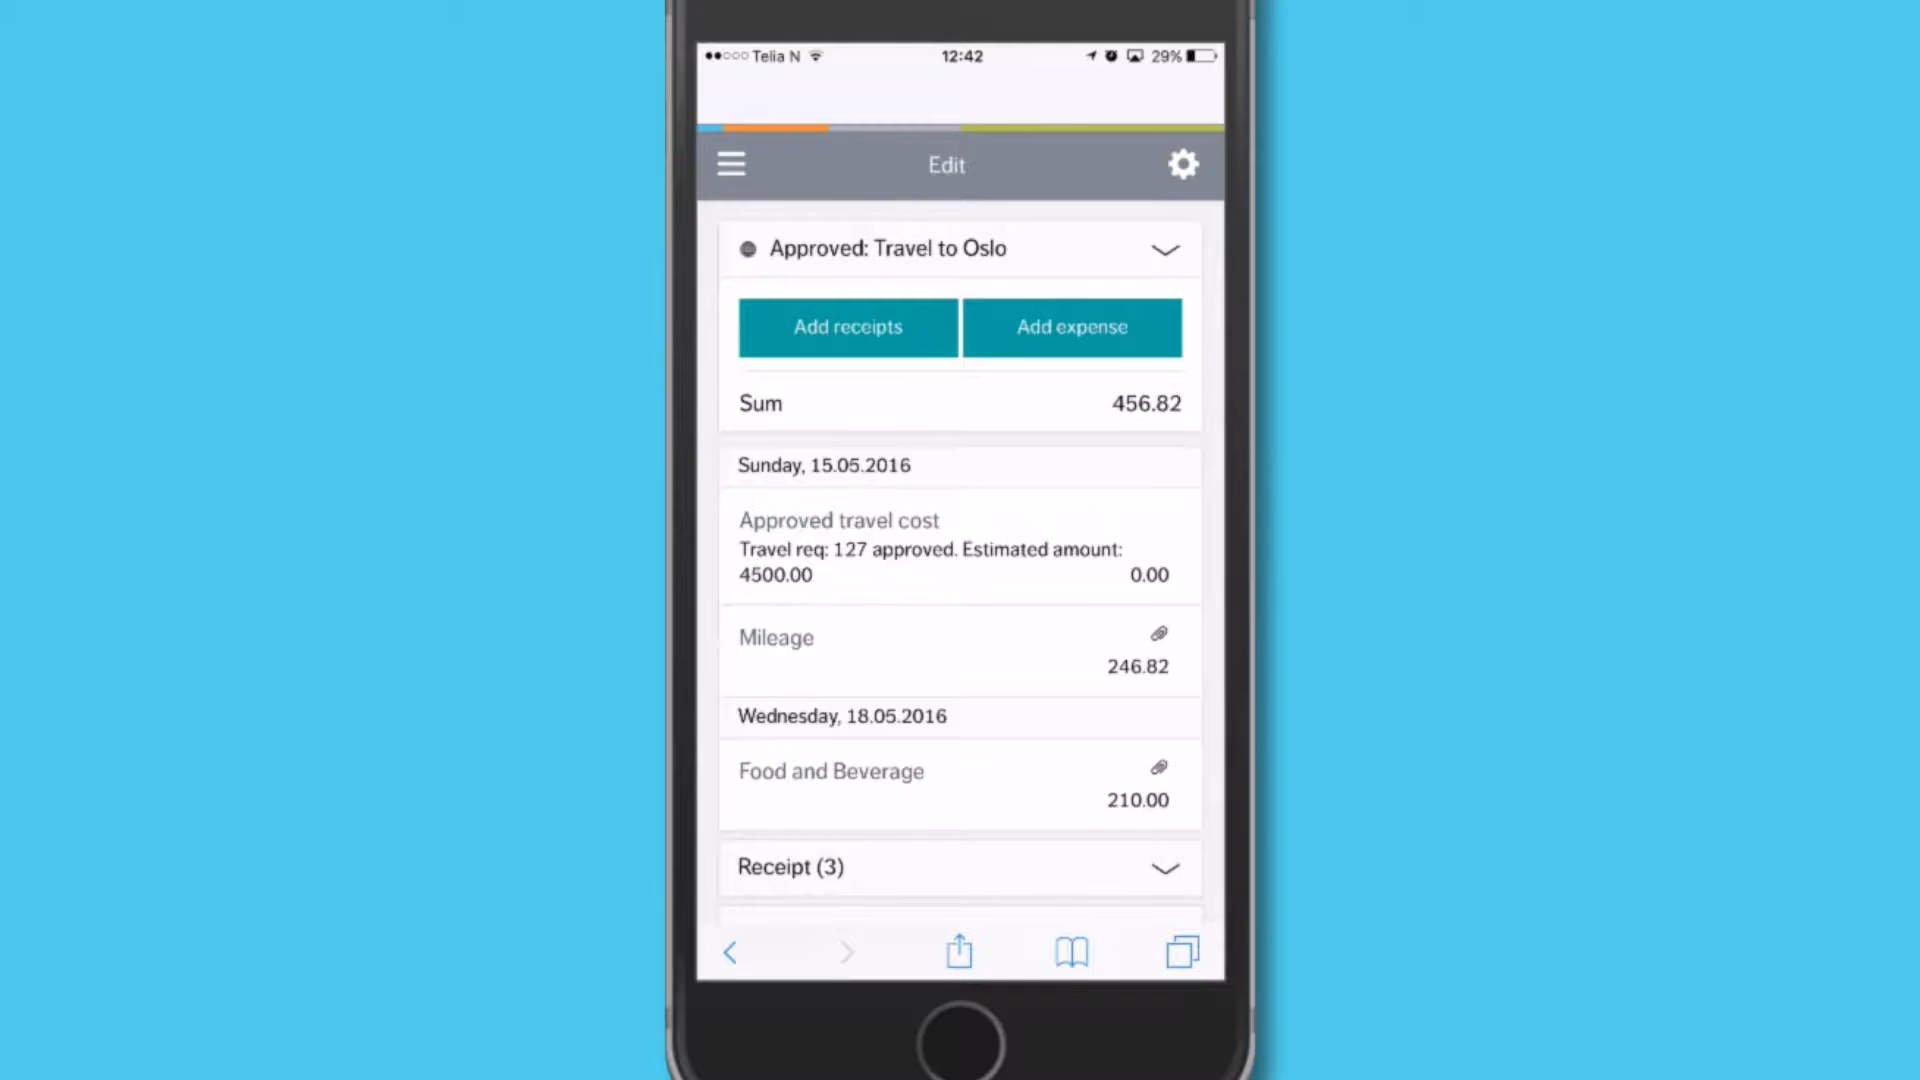 Telia N
12:42
29%
Edit
Approved: Travel to Oslo
Add receipts
Add expense
Sum
456.82
Sunday, 15.05.2016
Approved travel cost
Travel req: 127 approved. Estimated amount:
4500.00
0.00
Mileage
246.82
Wednesday, 18.05.2016
Food and Beverage
210.00
Receipt (3)